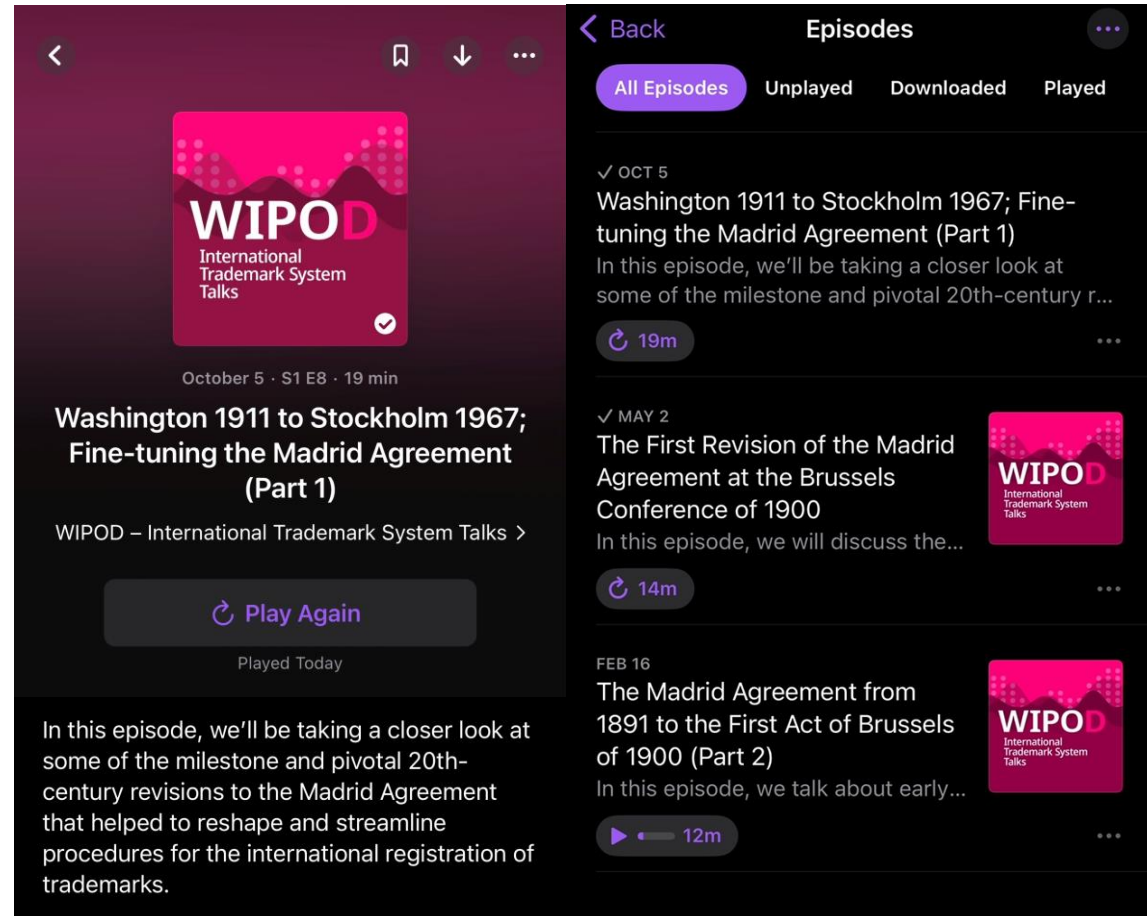 WIPOD
International
Trademark System
Talks
October 5 · S1 E8 · 19 min
Washington 1911 to Stockholm 1967;
Fine-tuning the Madrid Agreement
(Part 1)
WIPOD – International Trademark System Talks >
Play Again
Played Today
In this episode, we’ll be taking a closer look at
some of the milestone and pivotal 20th-
century revisions to the Madrid Agreement
that helped to reshape and streamline
procedures for the international registration of
trademarks.
Back
Episodes
All Episodes Unplayed Downloaded Played
✓ OCT 5
Washington 1911 to Stockholm 1967; Fine-
tuning the Madrid Agreement (Part 1)
In this episode, we’ll be taking a closer look at
some of the milestone and pivotal 20th-century r...
19m
✓ MAY 2
The First Revision of the Madrid
Agreement at the Brussels
Conference of 1900
In this episode, we will discuss the...
14m
WIPOD
International
Trademark System
Talks
FEB 16
The Madrid Agreement from
1891 to the First Act of Brussels
of 1900 (Part 2)
In this episode, we talk about early...
12m
WIPOD
International
Trademark System
Talks